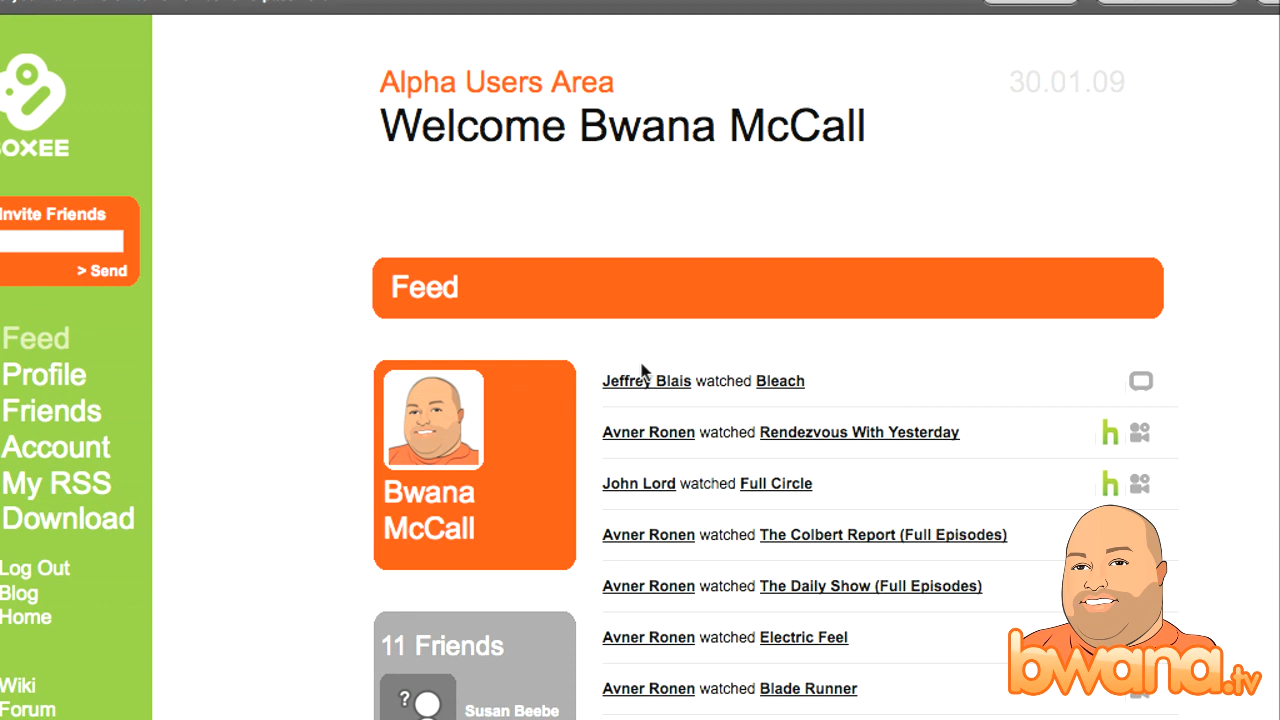 Alpha Users Area
30.01.09
Welcome Bwana McCall
OXEE
Invite Friends
> Send
Feed
Profile
Friends
Account
My RSS
Download
Log Out
Blog
Home
Wiki
Forum
Feed
Bwana
McCall
11 Friends
?
Susan Beebe
Jeffrey Blais watched Bleach
Avner Ronen watched Rendezvous With Yesterday
h
John Lord watched Full Circle
h
Avner Ronen watched The Colbert Report (Full Episodes)
Avner Ronen watched The Daily Show (Full Episodes)
Avner Ronen watched Electric Feel
Avner Ronen watched Blade Runner
bwana.tv